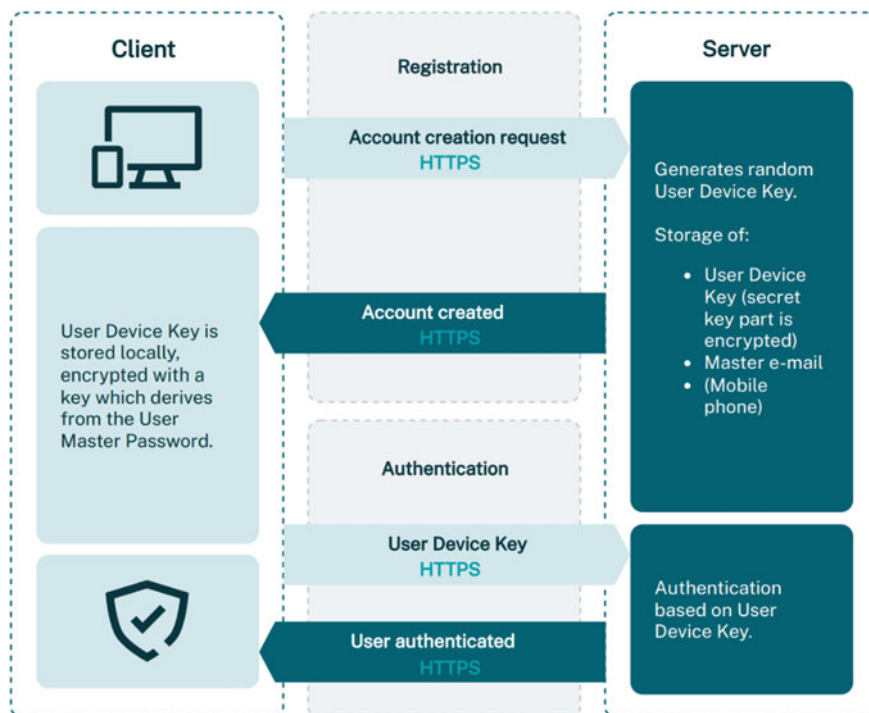 Client
Registration
Server
Account creation request
HTTPS
Generates random
User Device Key.
Storage of:
• User Device
Key (secret
key part is
encrypted)
• Master e-mail
• (Mobile
phone)
Account created
HTTPS
User Device Key is
stored locally,
encrypted with a
key which derives
from the User
Master Password.
Authentication
User Device Key
HTTPS
Authentication
based on User
Device Key.
User authenticated
HTTPS